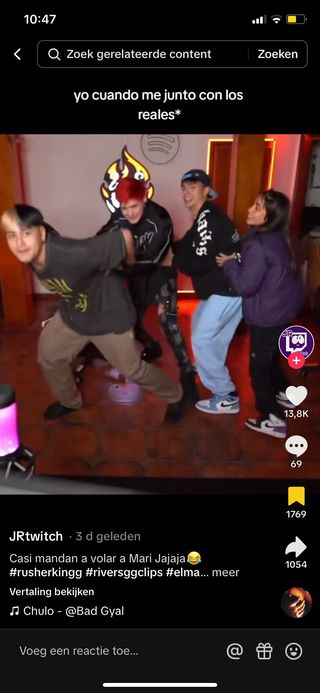 10:47
Zoek gerelateerde content
Zoeken
yo cuando me junto con los
reales*
13,8K
69
1769
1054
JRtwitch · 3 d geleden
Casi mandan a volar a Mari Jajaja😂
#rusherkingg #riversggclips #elma... meer
Vertaling bekijken
♫ Chulo - @Bad Gyal
Voeg een reactie toe...